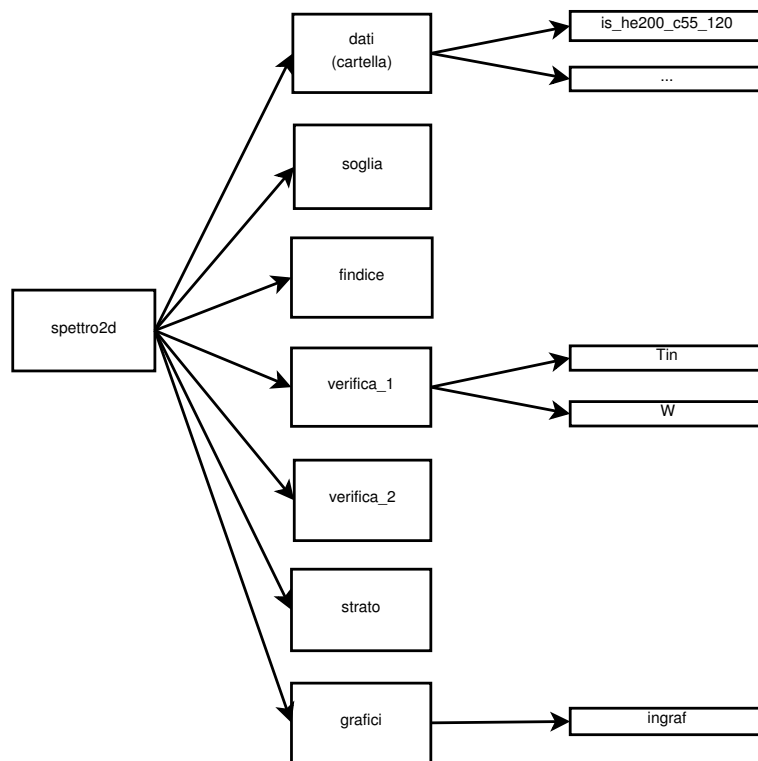 dati
(cartella)
is_he200_c55_120
...
soglia
findice
spettro2d
verifica_1
Tin
W
verifica_2
strato
grafici
ingraf